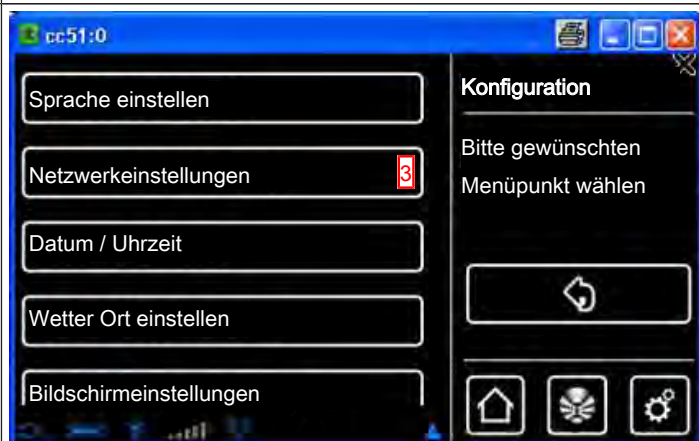 cc51:0
Sprache einstellen
Netzwerkeinstellungen 3
Datum / Uhrzeit
Wetter Ort einstellen
Bildschirmeinstellungen
Konfiguration
Bitte gewünschten
Menüpunkt wählen